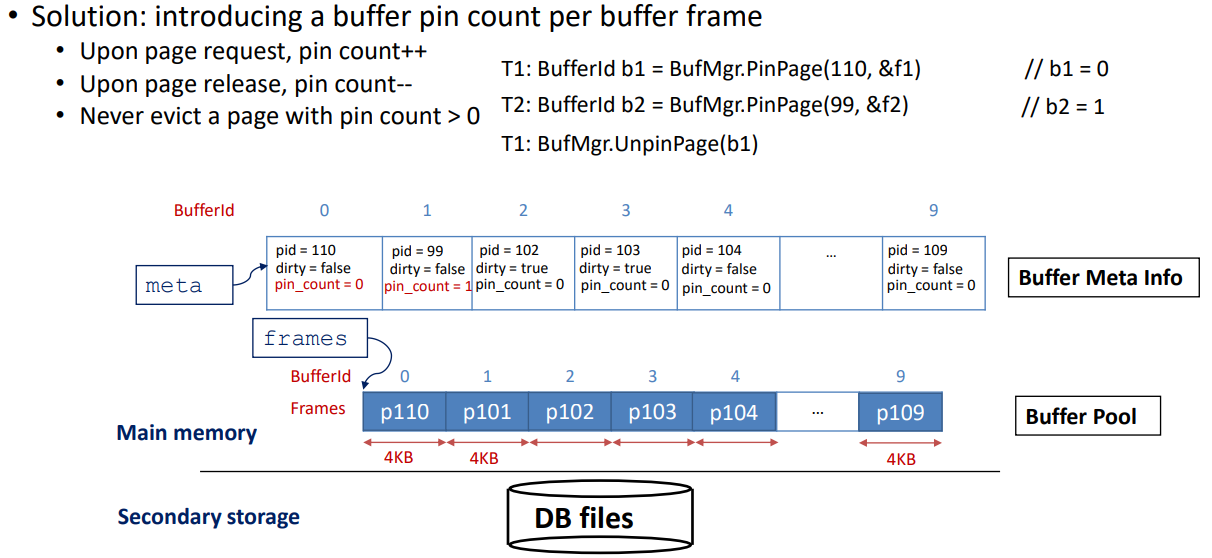 • Solution: introducing a buffer pin count per buffer frame
• Upon page request, pin count++
• Upon page release, pin count--
• Never evict a page with pin count > 0
T1: BufferId b1 = BufMgr.PinPage(110, &f1) // b1 = 0
T2: BufferId b2 = BufMgr.PinPage(99, &f2) // b2 = 1
T1: BufMgr.UnpinPage(b1)
BufferId 0 1 2 3 4 9
meta
pid = 110
dirty = false
pin_count = 0
pid = 99
dirty = false
pin_count = 1
pid = 102
dirty = true
pin_count = 0
pid = 103
dirty = true
pin_count = 0
pid = 104
dirty = false
pin_count = 0
...
pid = 109
dirty = false
pin_count = 0
Buffer Meta Info
frames
BufferId 0 1 2 3 4 9
Frames p110 p101 p102 p103 p104 ... p109
Buffer Pool
Main memory
4KB 4KB 4KB
Secondary storage
DB files